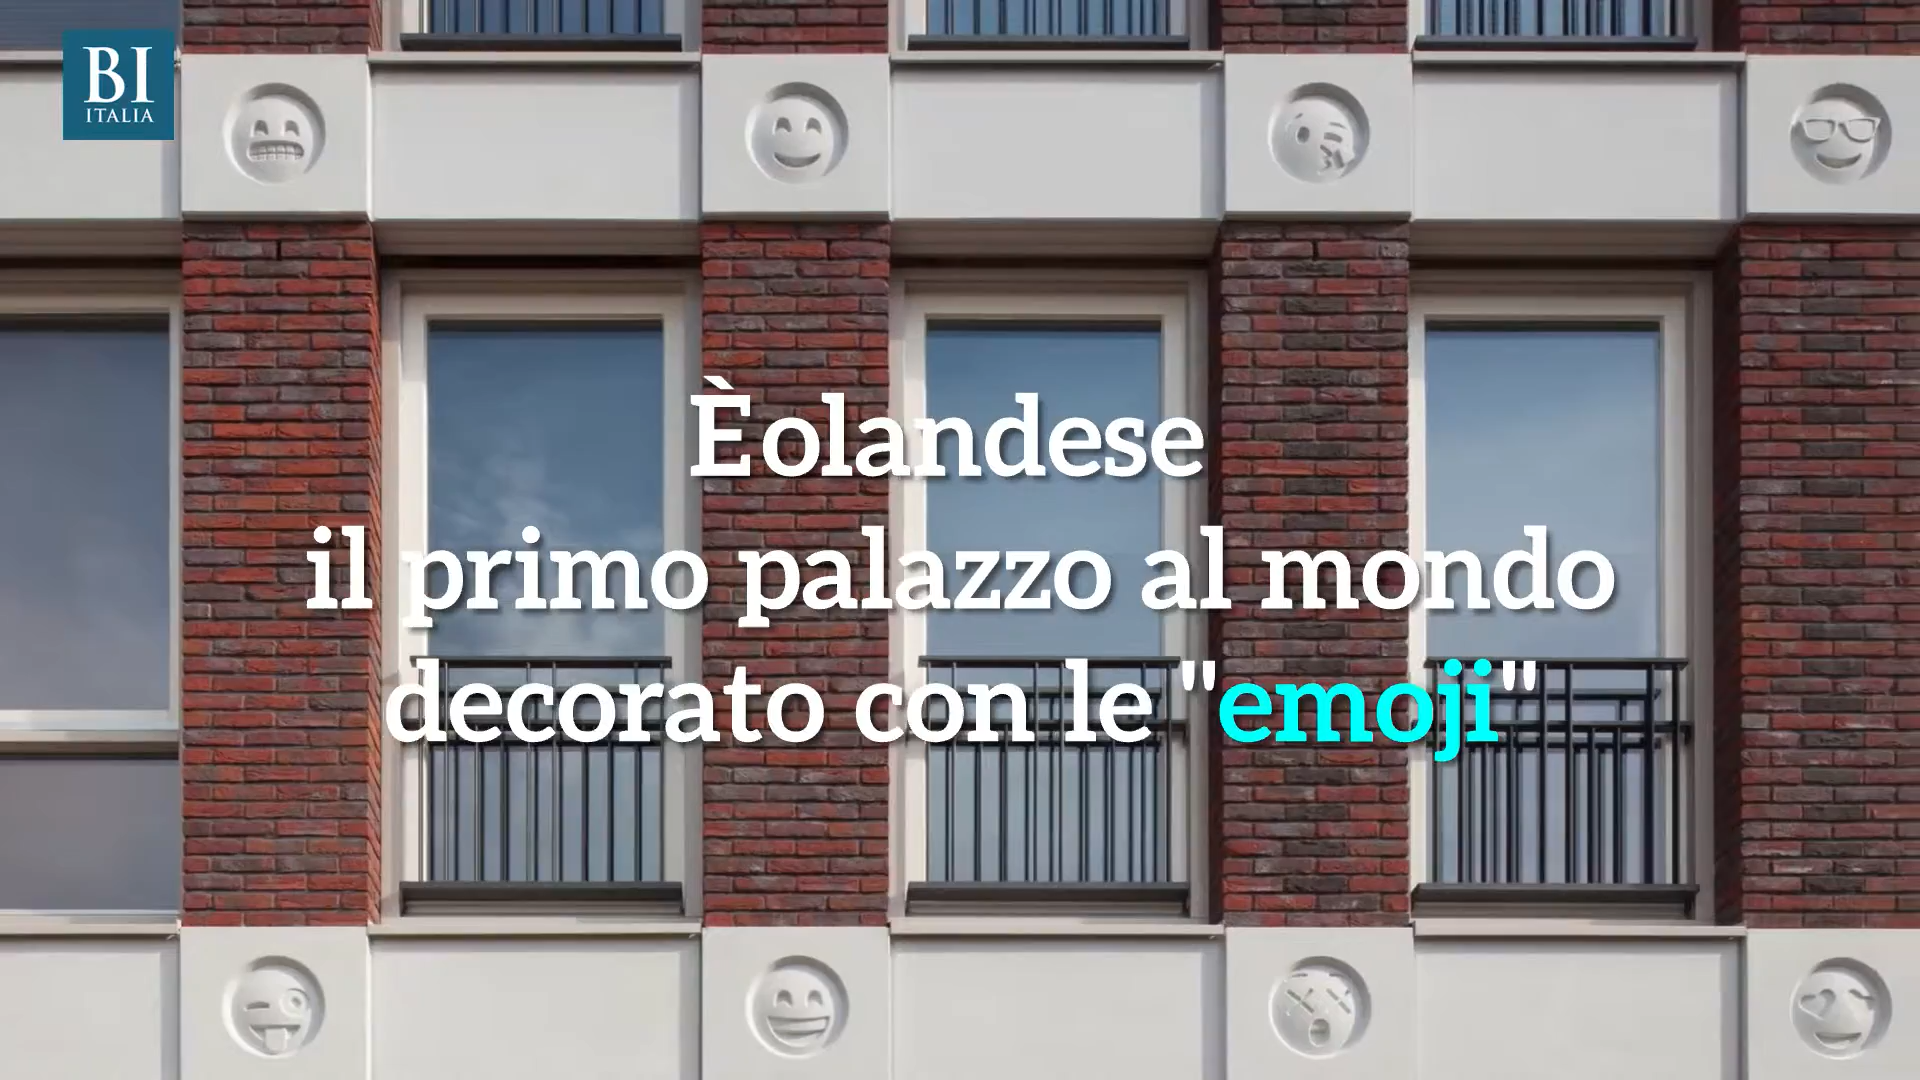 BI
ITALIA
Èolandese
il primo palazzo al mondo
decorato con le "emoji"